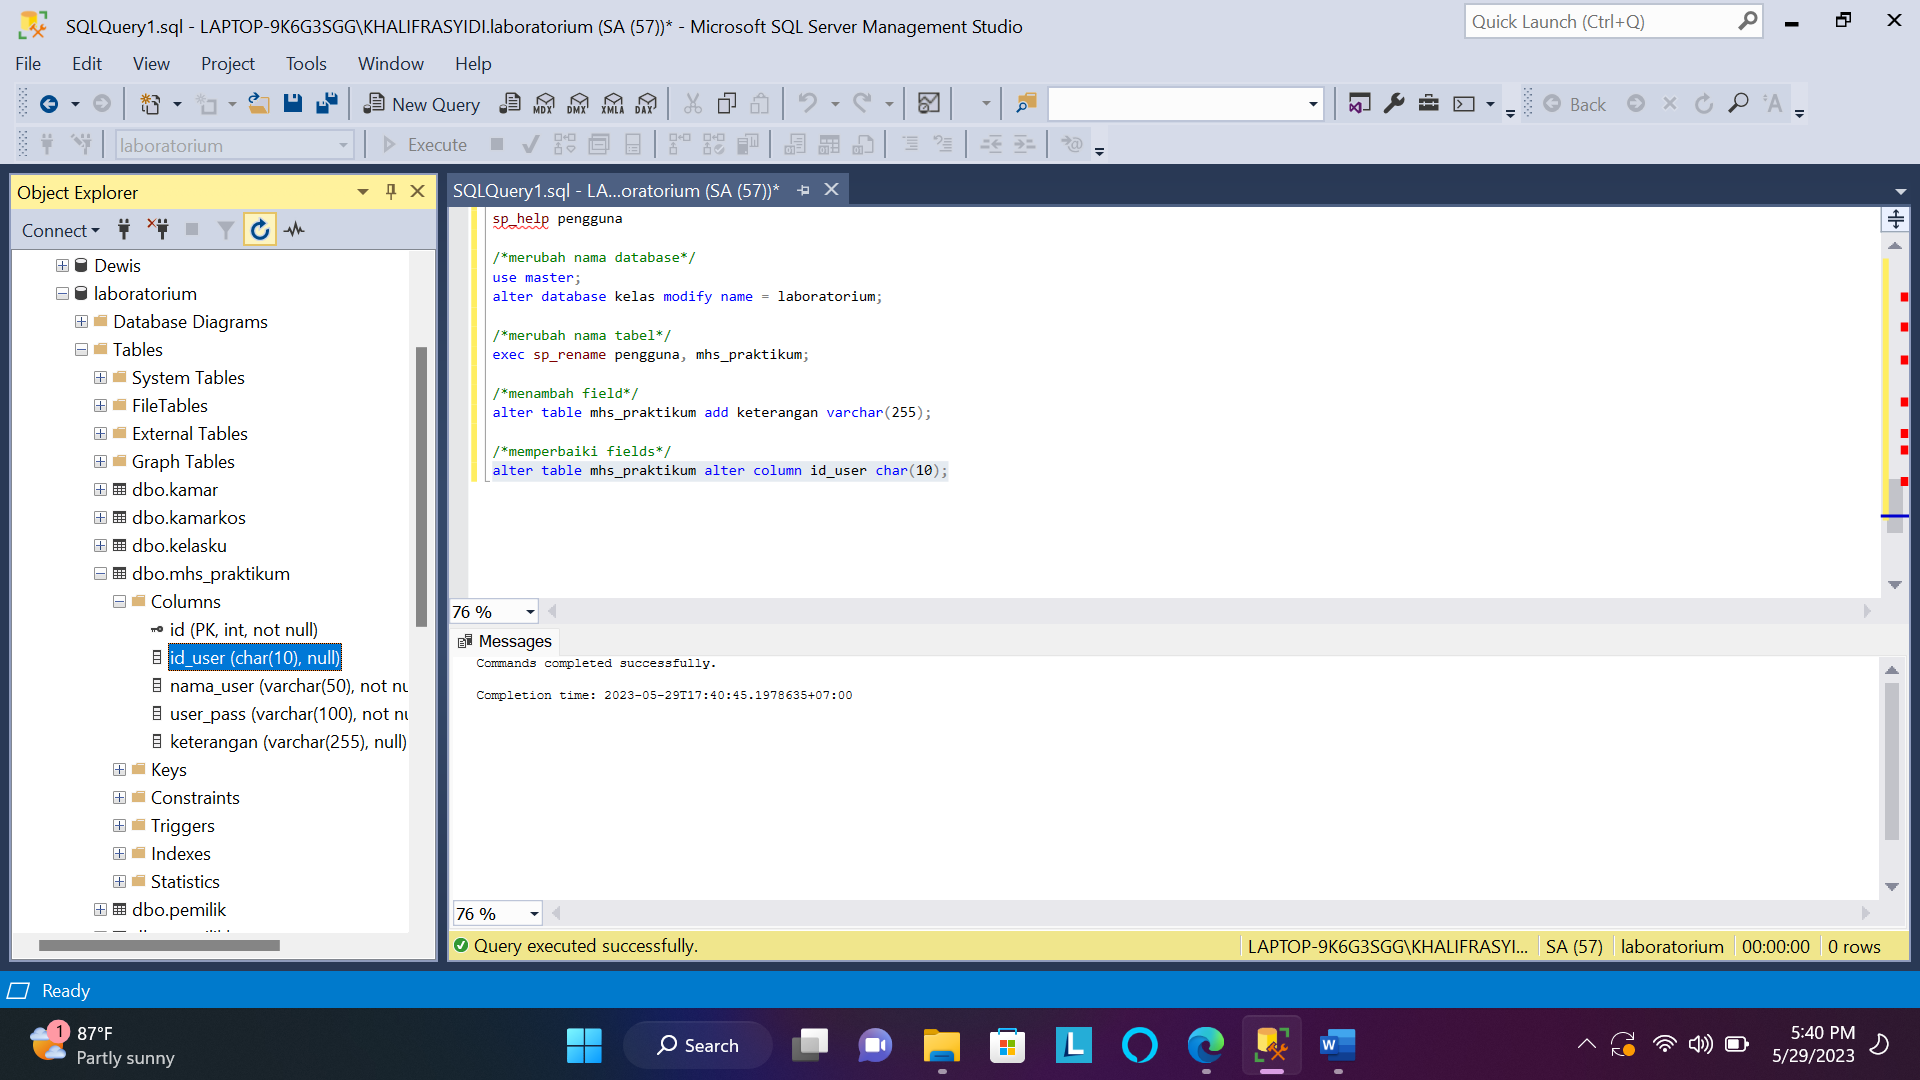 SQLQuery1.sql - LAPTOP-9K6G3SGG\KHALIFRASYIDI.laboratorium (SA (57))* - Microsoft SQL Server Management Studio
Quick Launch (Ctrl+Q)
File Edit View Project Tools Window Help
New Query MDX DMX XMLA DAX Back
laboratorium Execute
Object Explorer
Connect
Dewis
laboratorium
Database Diagrams
Tables
System Tables
FileTables
External Tables
Graph Tables
dbo.kamar
dbo.kamarkos
dbo.kelasku
dbo.mhs_praktikum
Columns
id (PK, int, not null)
id_user (char(10), null)
nama_user (varchar(50), not nu
user_pass (varchar(100), not nu
keterangan (varchar(255), null)
Keys
Constraints
Triggers
Indexes
Statistics
dbo.pemilik
SQLQuery1.sql - LA...oratorium (SA (57))*
sp_help pengguna
/*merubah nama database*/
use master;
alter database kelas modify name = laboratorium;
/*merubah nama tabel*/
exec sp_rename pengguna, mhs_praktikum;
/*menambah field*/
alter table mhs_praktikum add keterangan varchar(255);
/*memperbaiki fields*/
alter table mhs_praktikum alter column id_user char(10);
76 %
Messages
Commands completed successfully.
Completion time: 2023-05-29T17:40:45.1978635+07:00
76 %
Query executed successfully. LAPTOP-9K6G3SGG\KHALIFRASYI... SA (57) laboratorium 00:00:00 0 rows
Ready
1
87°F
Partly sunny
Search
L
W
5:40 PM
5/29/2023